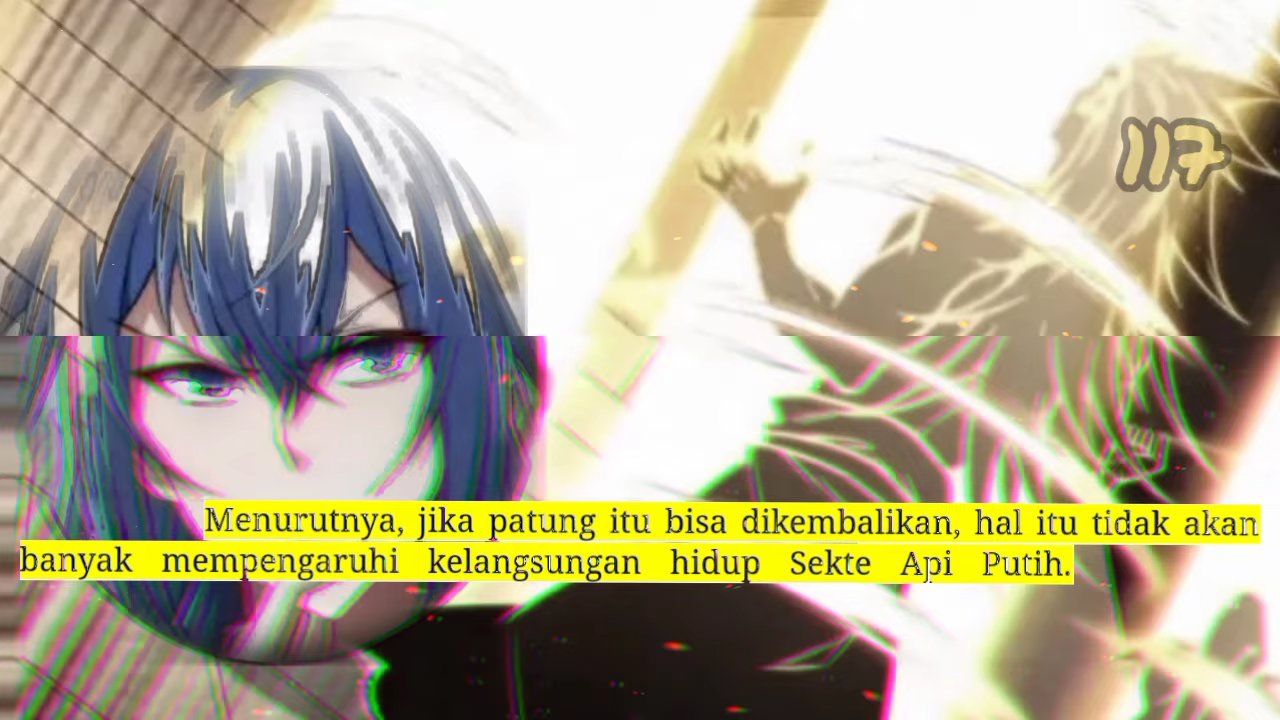 117
Menurutnya, jika patung itu bisa dikembalikan, hal itu tidak akan
banyak mempengaruhi kelangsungan hidup Sekte Api Putih.